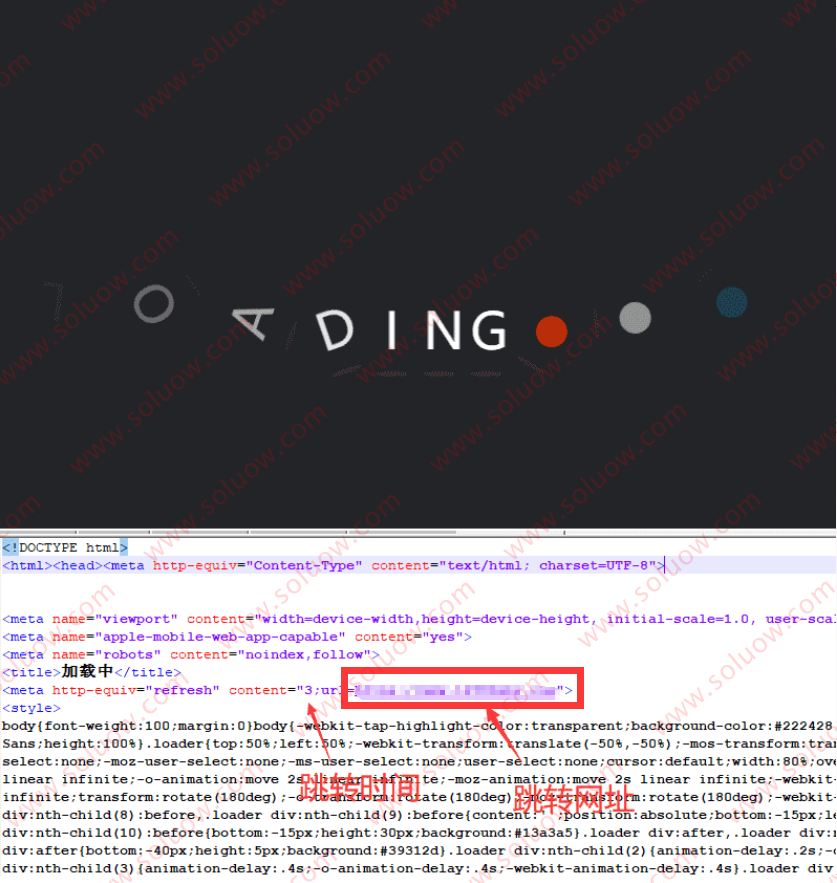 O A D I N G
<!DOCTYPE html>
<html><head><meta http-equiv="Content-Type" content="text/html; charset=UTF-8">
<meta name="viewport" content="width=device-width,height=device-height, initial-scale=1.0, user-scal
<meta name="apple-mobile-web-app-capable" content="yes">
<meta name="robots" content="noindex,follow">
<title>加载中</title>
<meta http-equiv="refresh" content="3;url= ">
<style>
body{font-weight:100;margin:0}body{-webkit-tap-highlight-color:transparent;background-color:#222428
Sans;height:100%}.loader{top:50%;left:50%;-webkit-transform:translate(-50%,-50%);-mos-transform:tran
select:none;-moz-user-select:none;-ms-user-select:none;user-select:none;cursor:default;width:80%;ove
linear infinite;-o-animation:move 2s linear infinite;-moz-animation:move 2s linear infinite;-webkit-
跳转时间
跳转网址
infinite;transform:rotate(180deg);-o-transform:rotate(180deg);-moz-transform:rotate(180deg);-webkit-
div:nth-child(8):before,.loader div:nth-child(9):before{content:'';position:absolute;bottom:-15px;le
div:nth-child(10):before{bottom:-15px;height:30px;background:#13a3a5}.loader div:after,.loader div:
div:after{bottom:-40px;height:5px;background:#39312d}.loader div:nth-child(2){animation-delay:.2s;-o
div:nth-child(3){animation-delay:.4s;-o-animation-delay:.4s;-webkit-animation-delay:.4s}.loader div
www.soluow.com